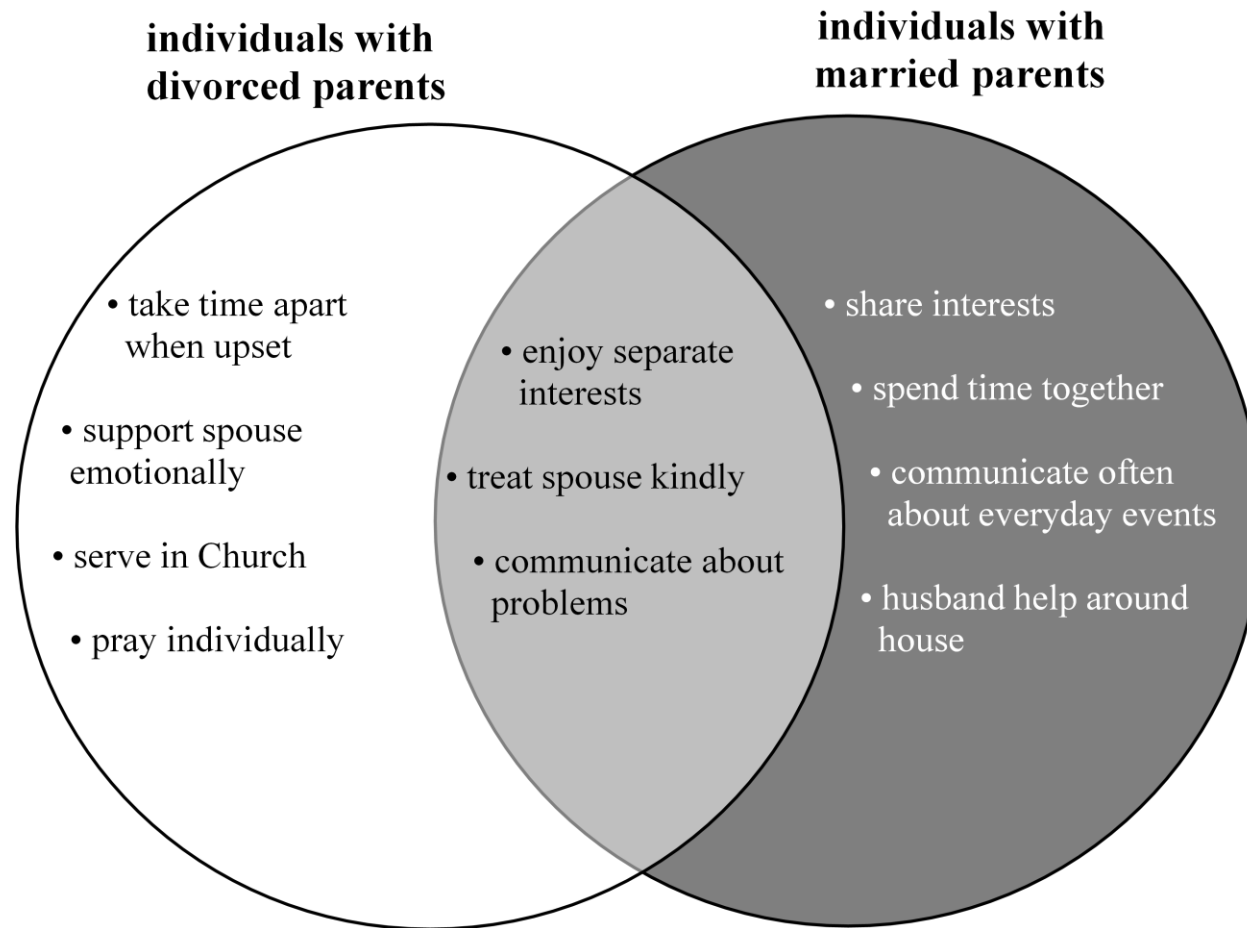 individuals with
divorced parents
individuals with
married parents
• take time apart
when upset
• support spouse
emotionally
• serve in Church
• pray individually
• enjoy separate
interests
• treat spouse kindly
• communicate about
problems
• share interests
• spend time together
• communicate often
about everyday events
• husband help around
house